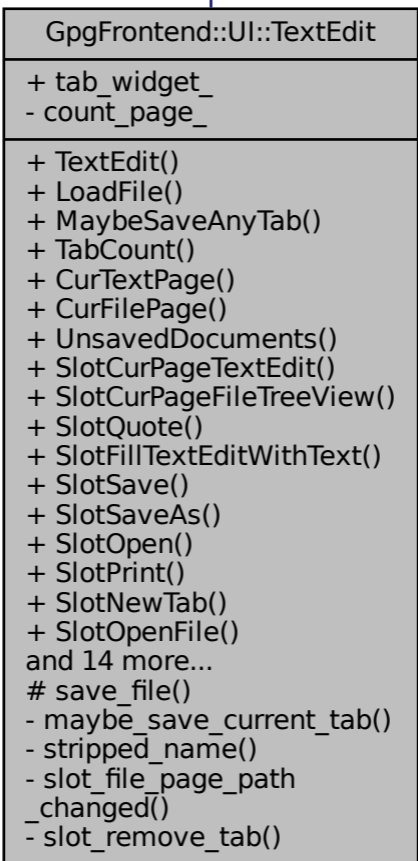 GpgFrontend::UI::TextEdit
+ tab_widget_
- count_page_
+ TextEdit()
+ LoadFile()
+ MaybeSaveAnyTab()
+ TabCount()
+ CurTextPage()
+ CurFilePage()
+ UnsavedDocuments()
+ SlotCurPageTextEdit()
+ SlotCurPageFileTreeView()
+ SlotQuote()
+ SlotFillTextEditWithText()
+ SlotSave()
+ SlotSaveAs()
+ SlotOpen()
+ SlotPrint()
+ SlotNewTab()
+ SlotOpenFile()
and 14 more...
# save_file()
- maybe_save_current_tab()
- stripped_name()
- slot_file_page_path
_changed()
- slot_remove_tab()